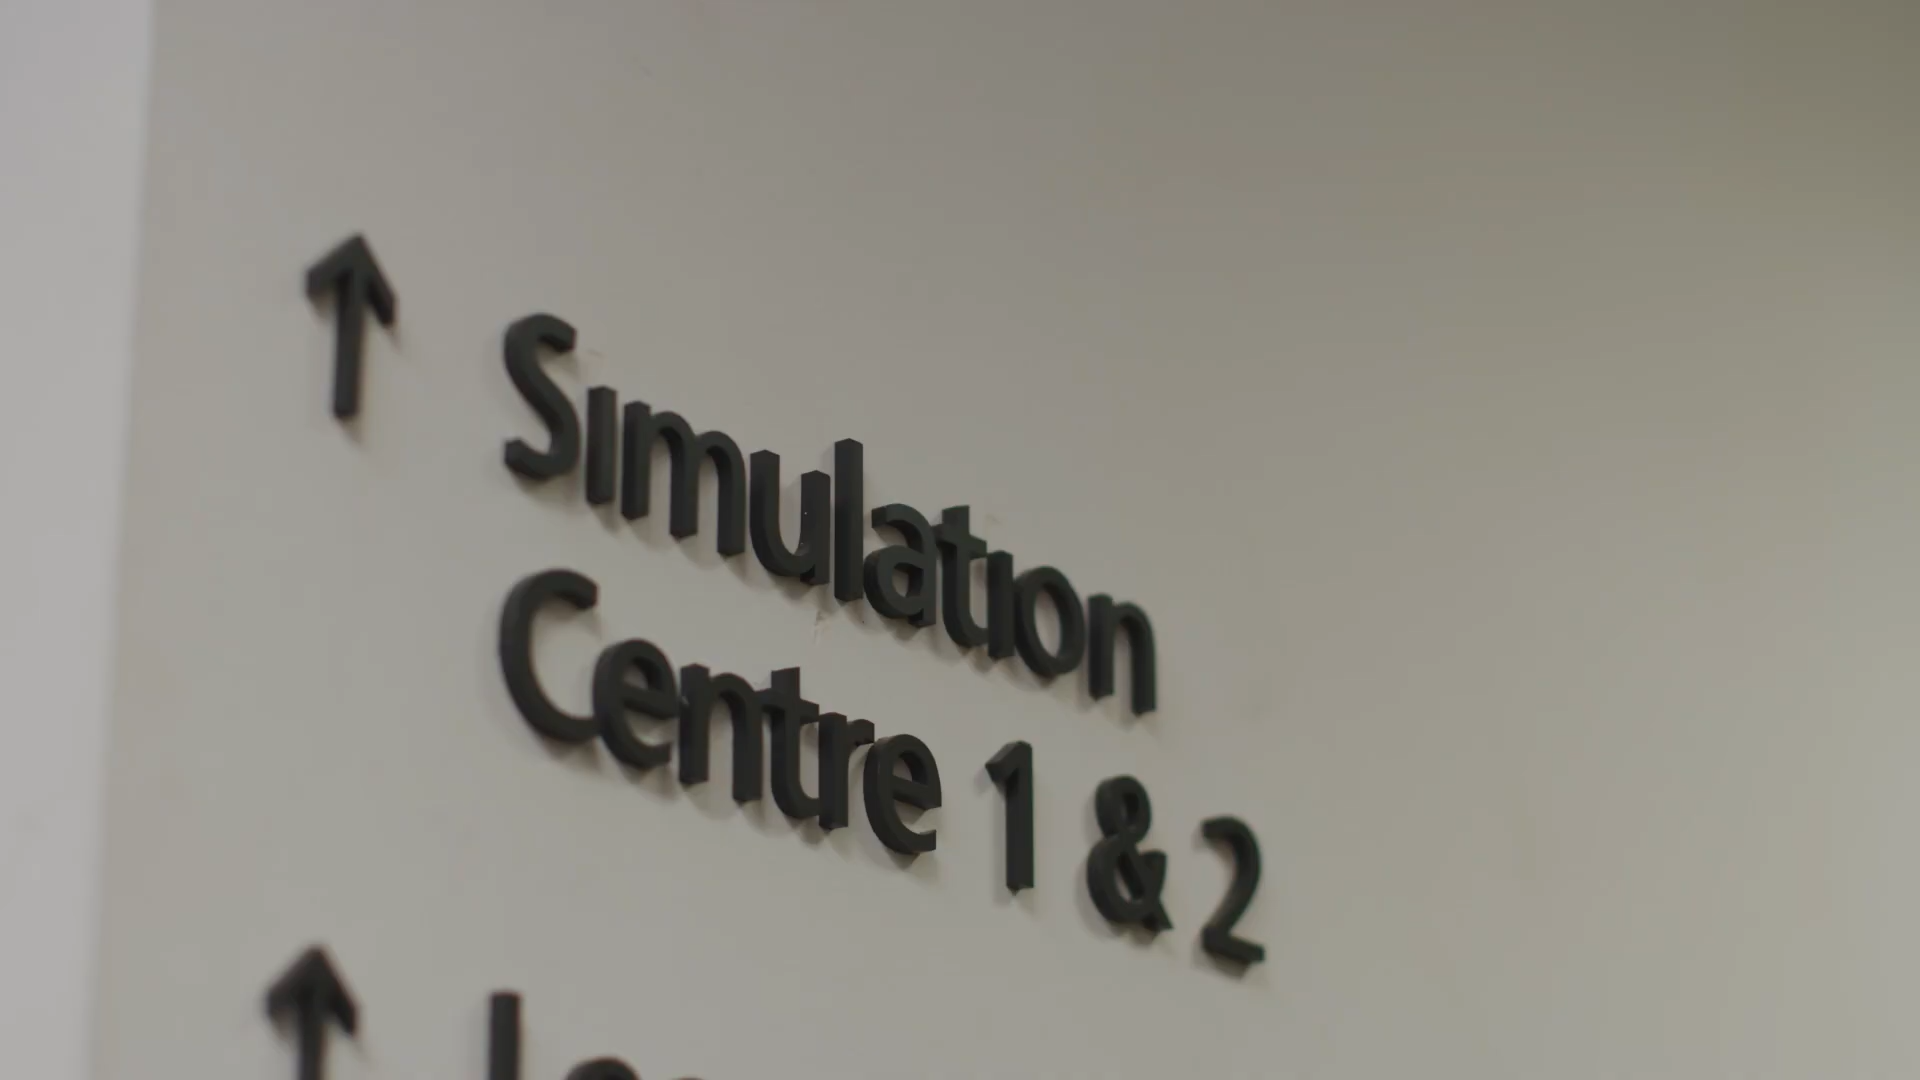 ↑ Simulation
Centre 1 & 2
↑